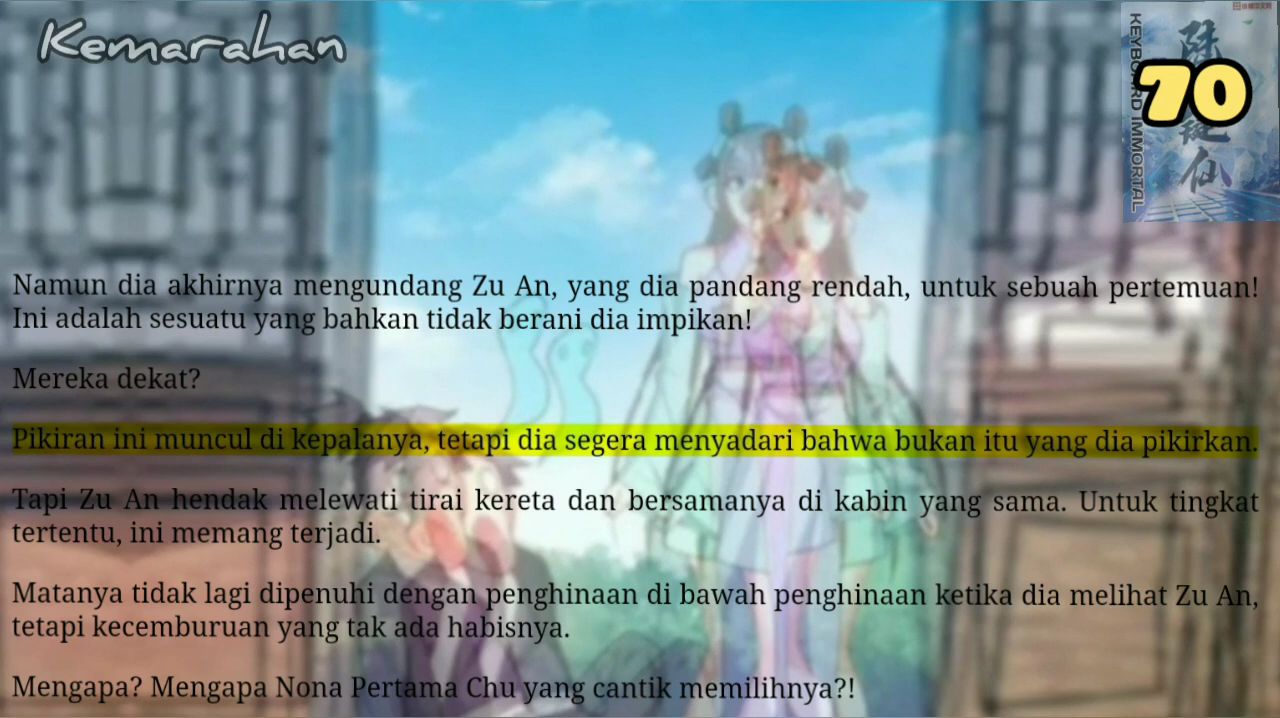 Kemarahan
70
KEYBOARD IMMORTAL
Namun dia akhirnya mengundang Zu An, yang dia pandang rendah, untuk sebuah pertemuan!
Ini adalah sesuatu yang bahkan tidak berani dia impikan!
Mereka dekat?
Pikiran ini muncul di kepalanya, tetapi dia segera menyadari bahwa bukan itu yang dia pikirkan.
Tapi Zu An hendak melewati tirai kereta dan bersamanya di kabin yang sama. Untuk tingkat
tertentu, ini memang terjadi.
Matanya tidak lagi dipenuhi dengan penghinaan di bawah penghinaan ketika dia melihat Zu An,
tetapi kecemburuan yang tak ada habisnya.
Mengapa? Mengapa Nona Pertama Chu yang cantik memilihnya?!